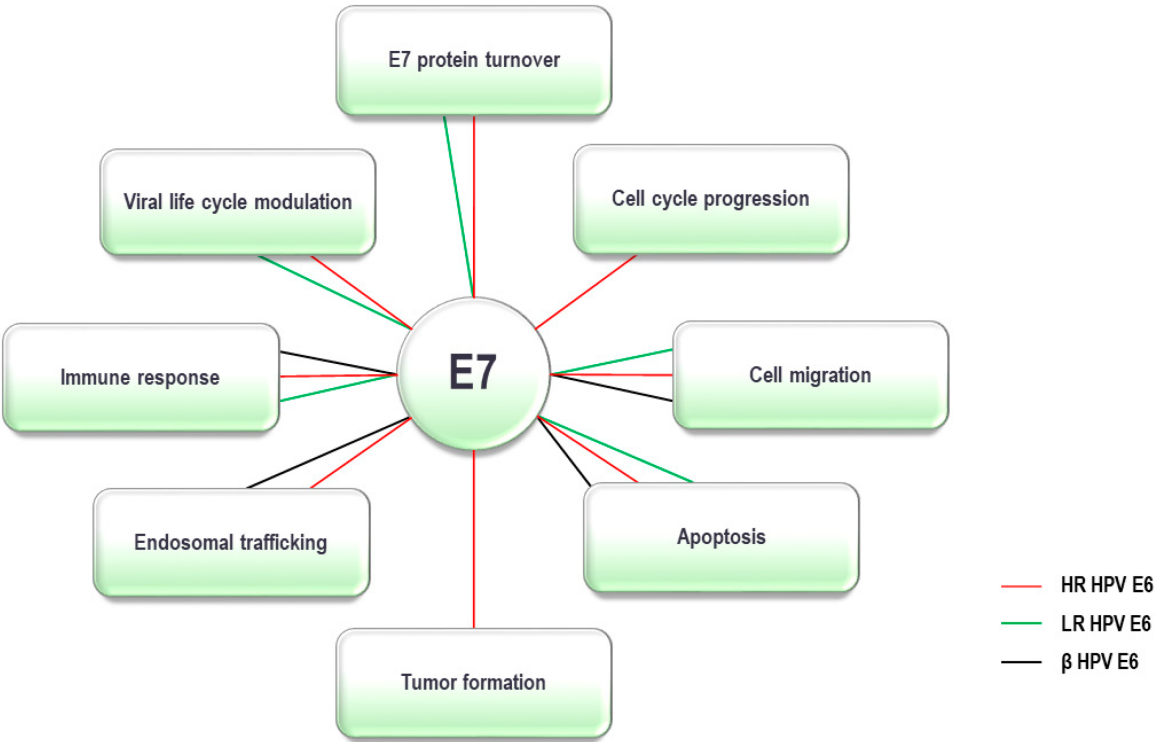 E7 protein turnover
Viral life cycle modulation
Cell cycle progression
Immune response
E7
Cell migration
Endosomal trafficking
Apoptosis
Tumor formation
HR HPV E6
LR HPV E6
β HPV E6